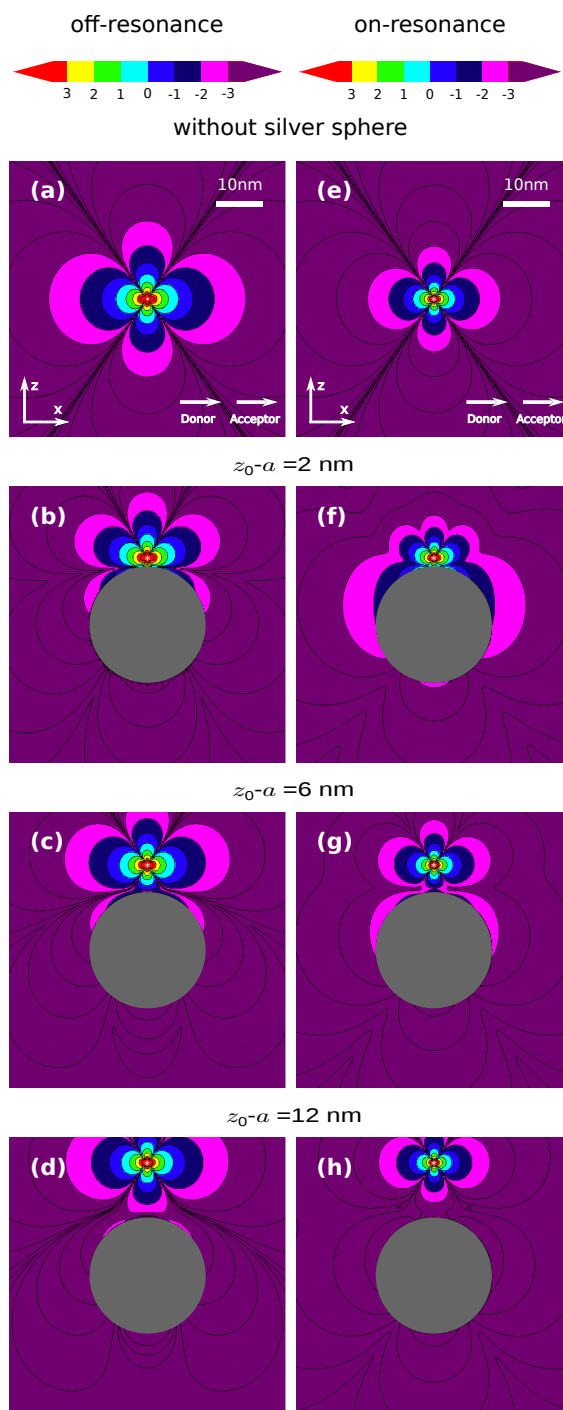 off-resonance on-resonance
3 2 1 0 -1 -2 -3 3 2 1 0 -1 -2 -3
without silver sphere
(a) 10nm (e) 10nm
z z
x Donor Acceptor x Donor Acceptor
z₀-a =2 nm
(b) (f)
z₀-a =6 nm
(c) (g)
z₀-a =12 nm
(d) (h)